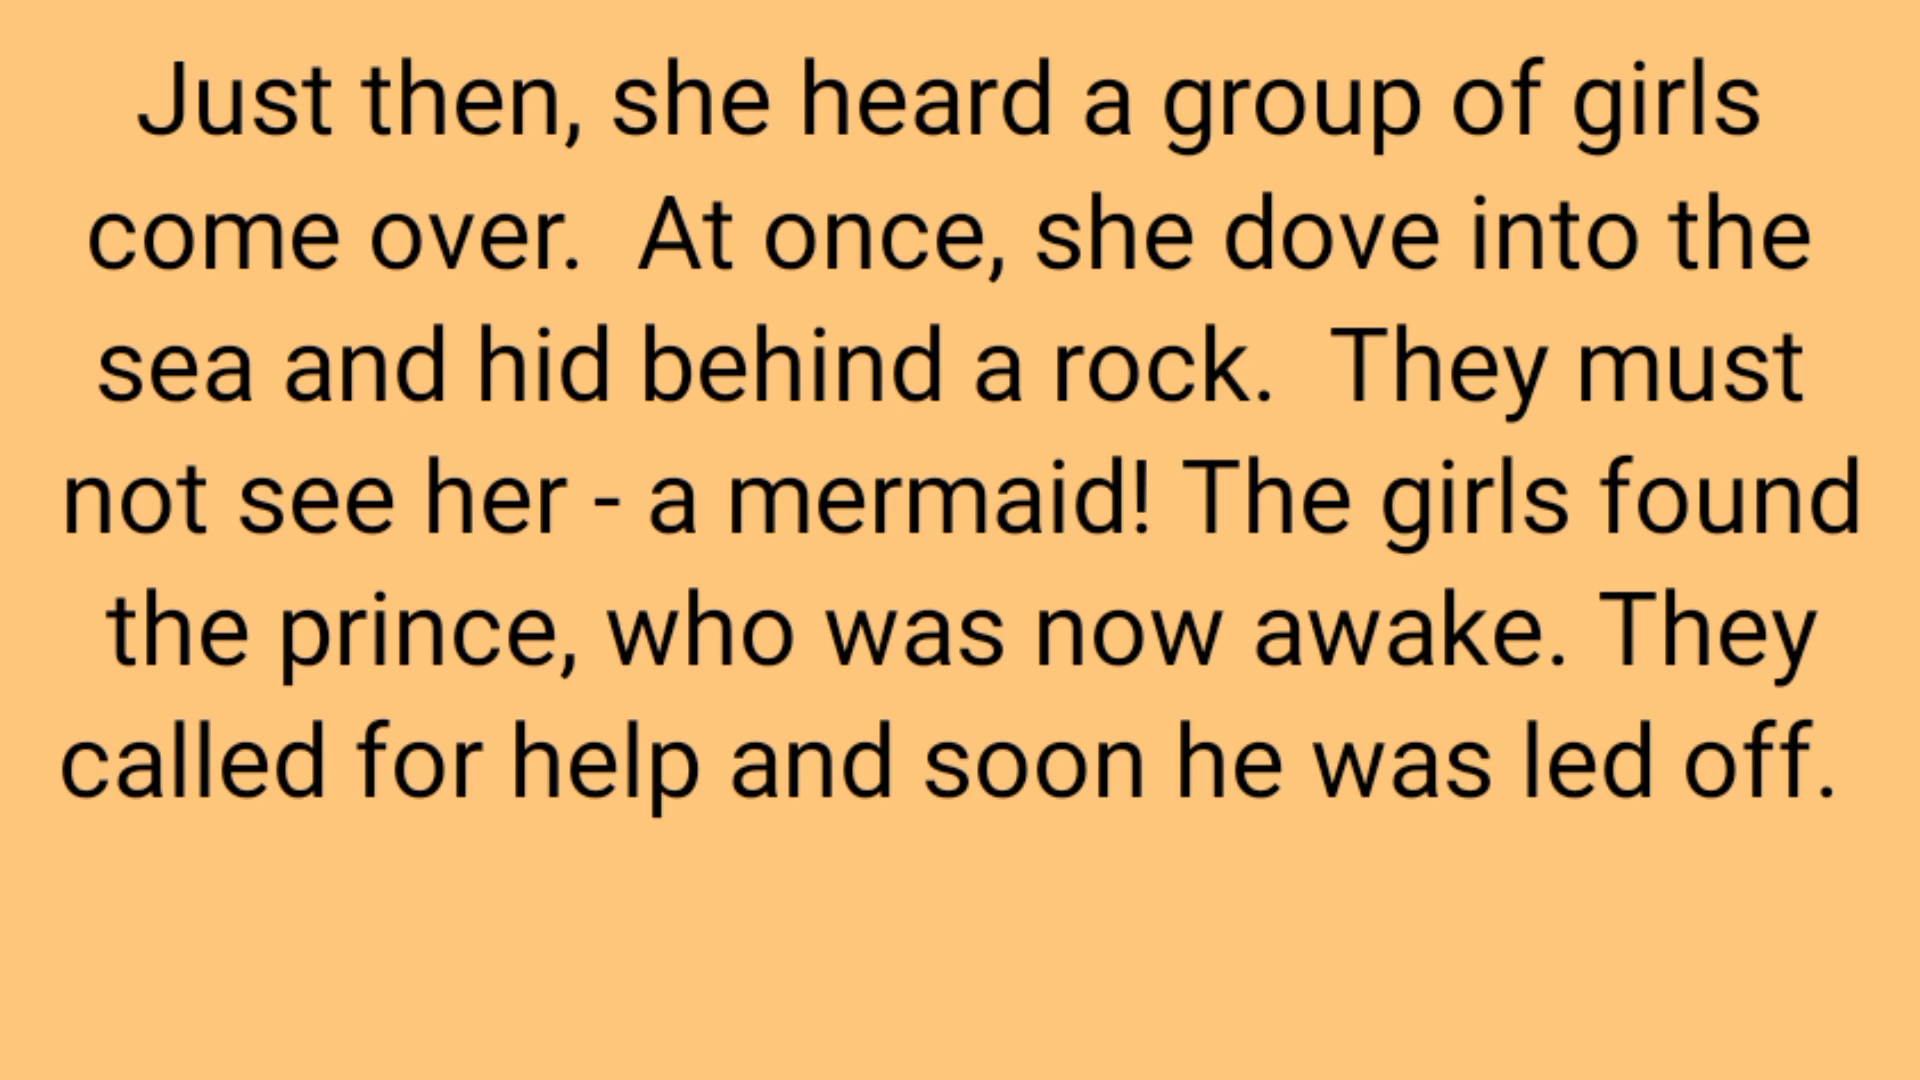 Just then, she heard a group of girls
come over.  At once, she dove into the
sea and hid behind a rock.  They must
not see her - a mermaid! The girls found
the prince, who was now awake. They
called for help and soon he was led off.